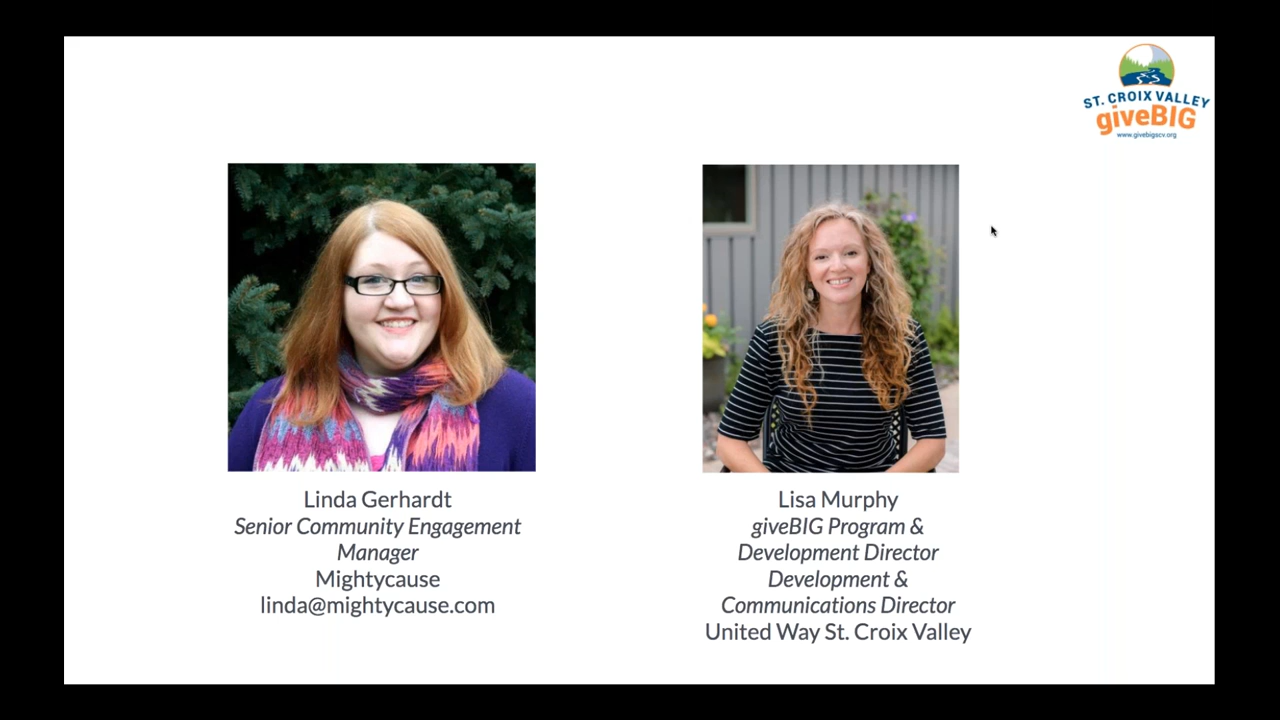 ST. CROIX VALLEY
giveBIG
www.givebigscv.org
Linda Gerhardt
Senior Community Engagement
Manager
Mightycause
linda@mightycause.com
Lisa Murphy
giveBIG Program &
Development Director
Development &
Communications Director
United Way St. Croix Valley